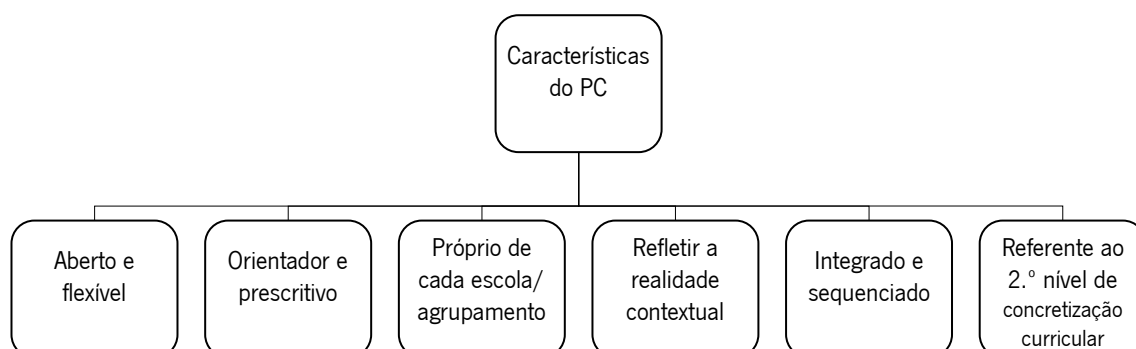 Características
do PC
Aberto e
flexível
Orientador e
prescritivo
Próprio de
cada escola/
agrupamento
Refletir a
realidade
contextual
Integrado e
sequenciado
Referente ao
2.º nível de
concretização
curricular